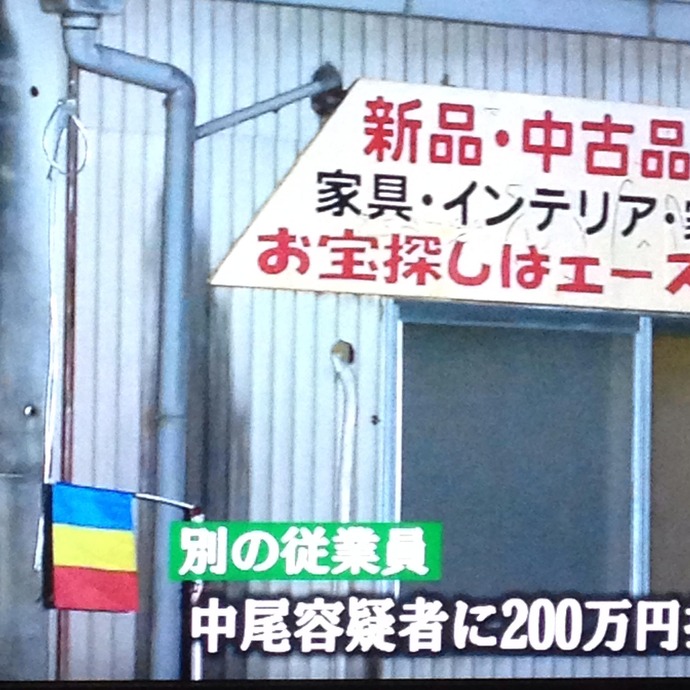 新品・中古品
家具・インテリア・
お宝探しはエース
別の従業員
中尾容疑者に200万円